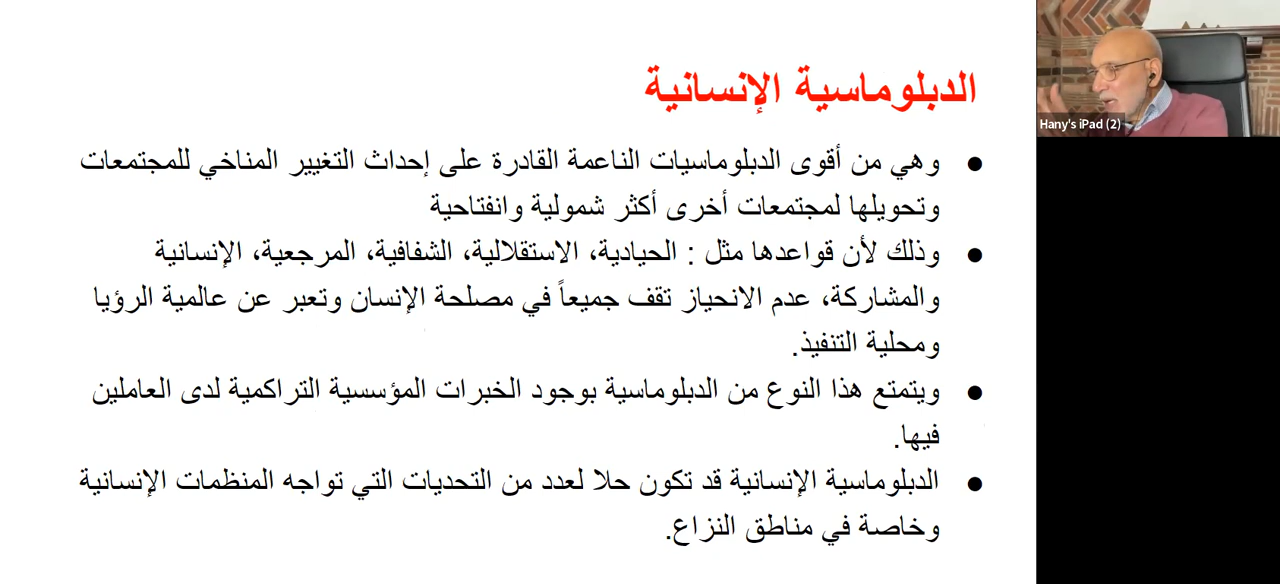 الدبلوماسية الإنسانية
● وهي من أقوى الدبلوماسيات الناعمة القادرة على إحداث التغيير المناخي للمجتمعات
وتحويلها لمجتمعات أخرى أكثر شمولية وانفتاحية
● وذلك لأن قواعدها مثل : الحيادية، الاستقلالية، الشفافية، المرجعية، الإنسانية
والمشاركة، عدم الانحياز تقف جميعاً في مصلحة الإنسان وتعبر عن عالمية الرؤيا
ومحلية التنفيذ.
● ويتمتع هذا النوع من الدبلوماسية بوجود الخبرات المؤسسية التراكمية لدى العاملين
فيها.
● الدبلوماسية الإنسانية قد تكون حلا لعدد من التحديات التي تواجه المنظمات الإنسانية
وخاصة في مناطق النزاع.
Hany's iPad (2)